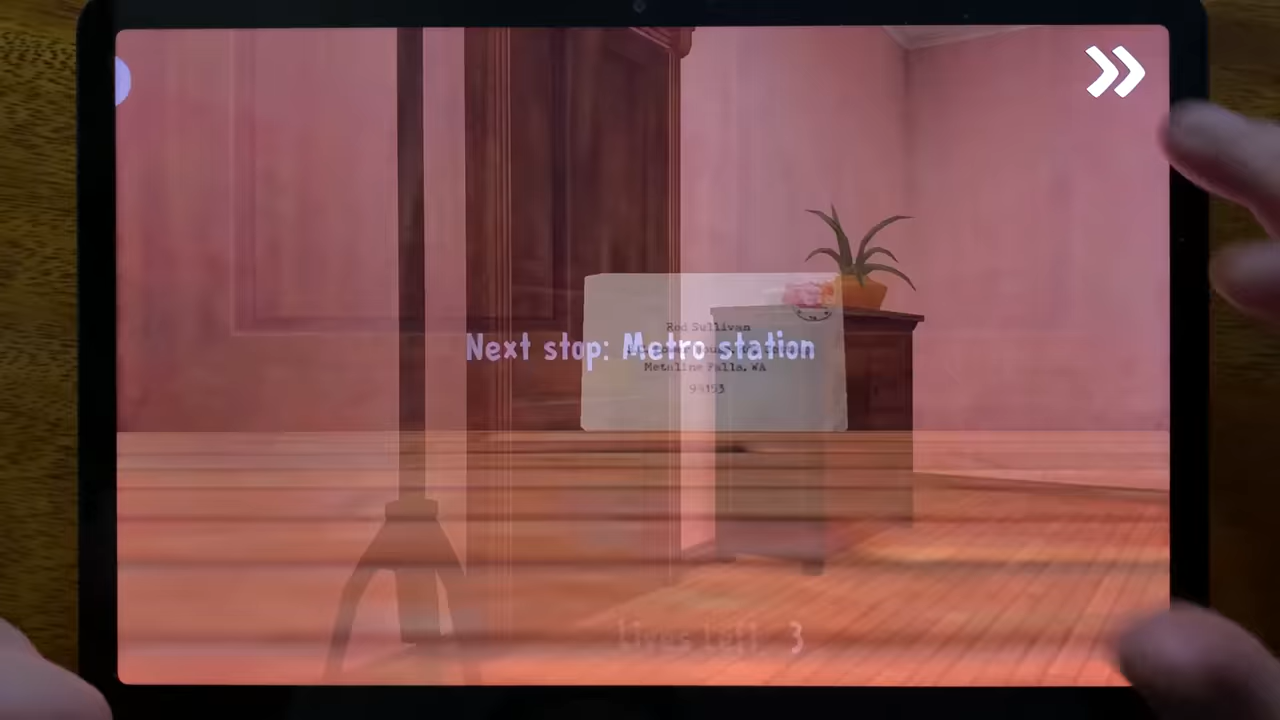 Rod Sullivan
Next stop: Metro station
Metaline Falls, WA
99153
Lives left: 3